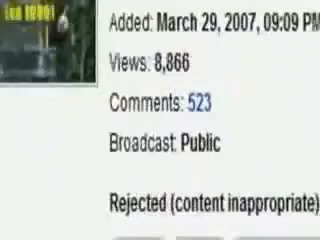 Added: March 29, 2007, 09:09 PM
Views: 8,866
Comments: 523
Broadcast: Public
Rejected (content inappropriate)